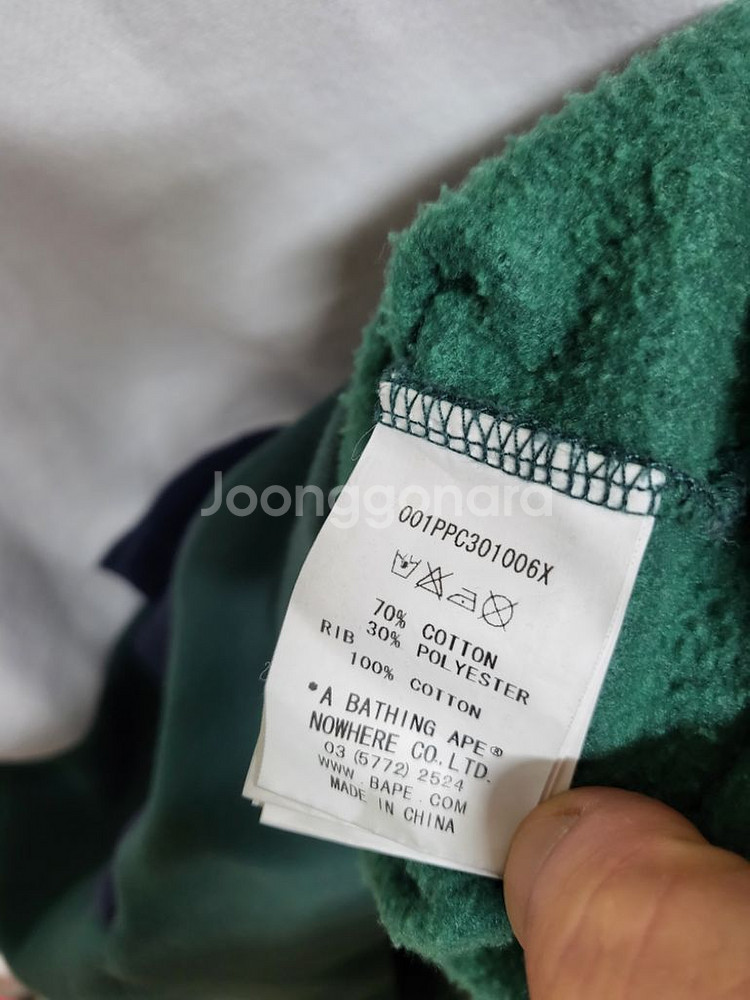 Joonggonara
001PPC301006X
70% COTTON
30% POLYESTER
RIB
100% COTTON
*A BATHING APE®
NOWHERE CO.,LTD.
03 (5772) 2524
WWW.BAPE.COM
MADE IN CHINA